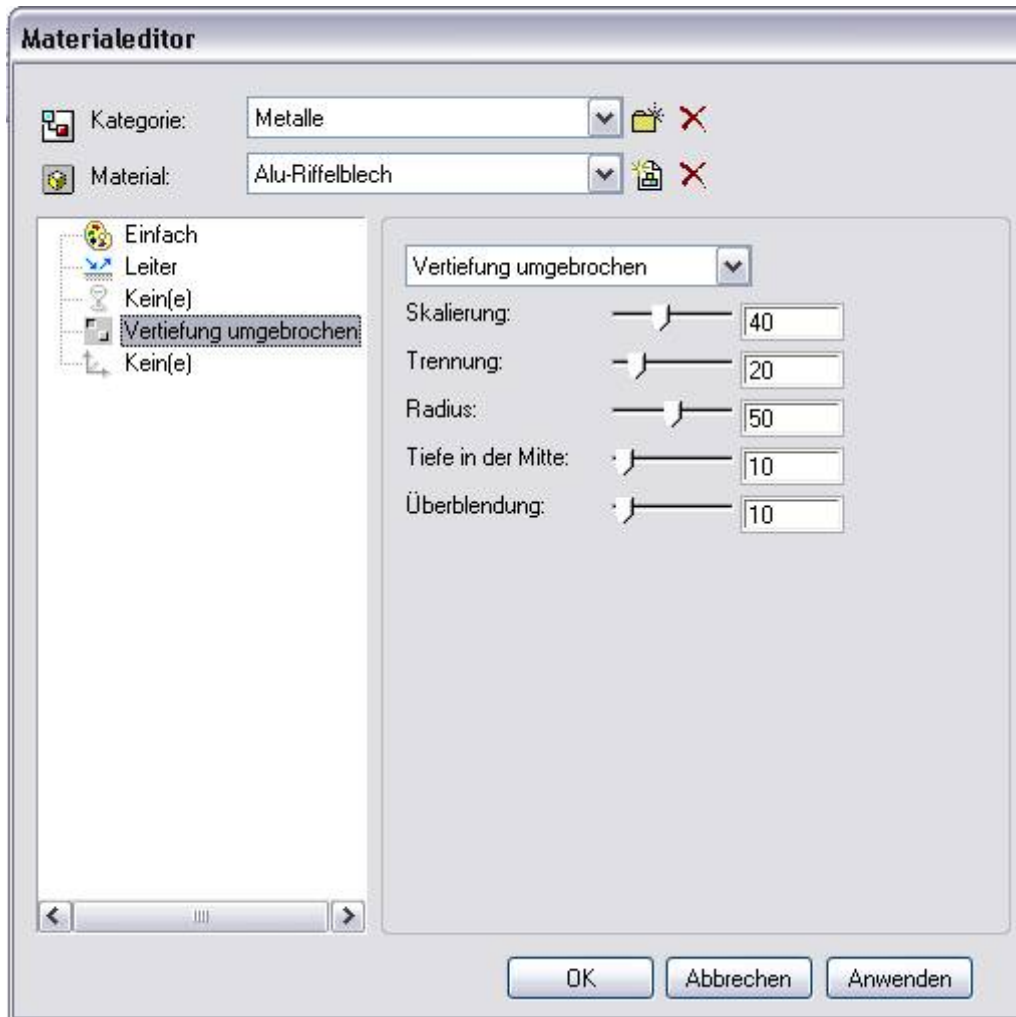 Materialeditor
Kategorie: Metalle
Material: Alu-Riffelblech
Einfach
Leiter
Kein(e)
Vertiefung umgebrochen
Kein(e)
Vertiefung umgebrochen
Skalierung: 40
Trennung: 20
Radius: 50
Tiefe in der Mitte: 10
Überblendung: 10
OK Abbrechen Anwenden